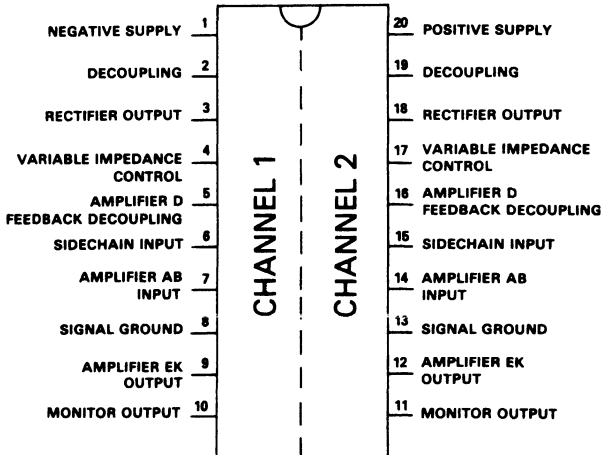 NEGATIVE SUPPLY 1
DECOUPLING 2
RECTIFIER OUTPUT 3
VARIABLE IMPEDANCE 4
CONTROL
AMPLIFIER D 5
FEEDBACK DECOUPLING
SIDECHAIN INPUT 6
AMPLIFIER AB 7
INPUT
SIGNAL GROUND 8
AMPLIFIER EK 9
OUTPUT
MONITOR OUTPUT 10
CHANNEL 1
CHANNEL 2
20 POSITIVE SUPPLY
19 DECOUPLING
18 RECTIFIER OUTPUT
17 VARIABLE IMPEDANCE
CONTROL
16 AMPLIFIER D
FEEDBACK DECOUPLING
15 SIDECHAIN INPUT
14 AMPLIFIER AB
INPUT
13 SIGNAL GROUND
12 AMPLIFIER EK
OUTPUT
11 MONITOR OUTPUT